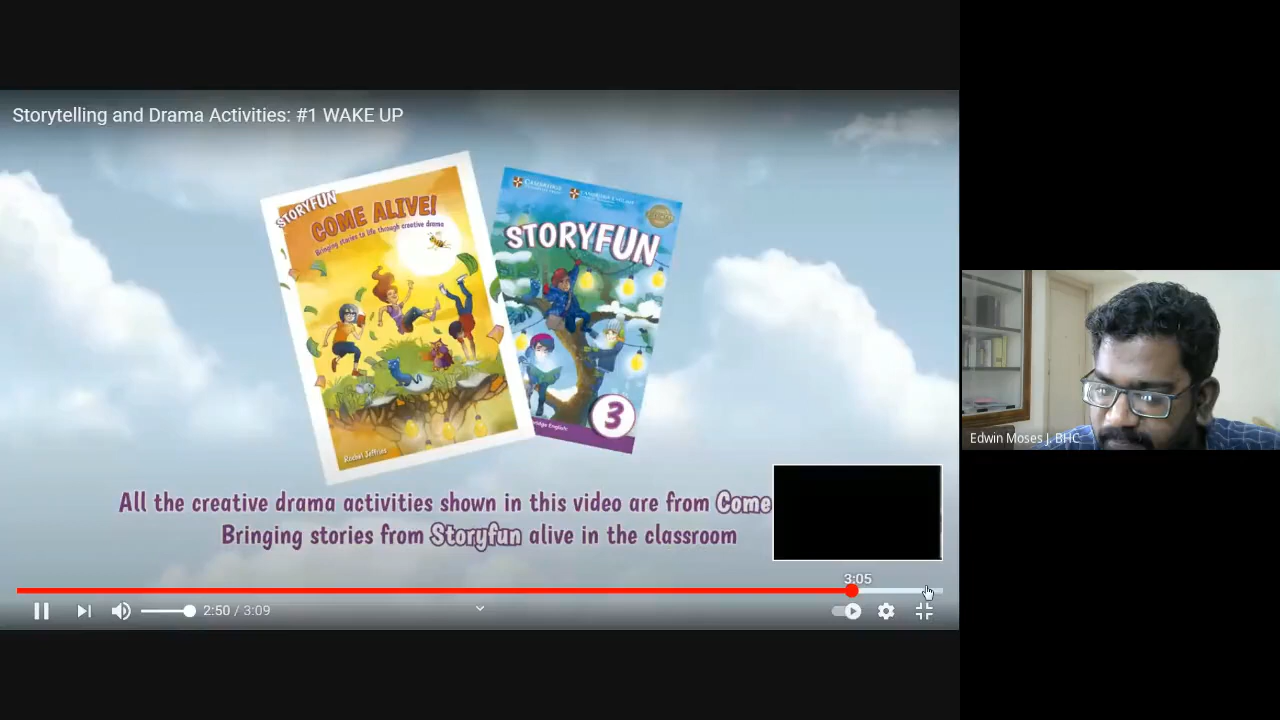 Storytelling and Drama Activities: #1 WAKE UP
STORYFUN
COME ALIVE!
Bringing stories to life through creative drama
Rachel Jefferies
CAMBRIDGE
STORYFUN
3
All the creative drama activities shown in this video are from Come
Bringing stories from Storyfun alive in the classroom
3:05
2:50 / 3:09
Edwin Moses J, BHC